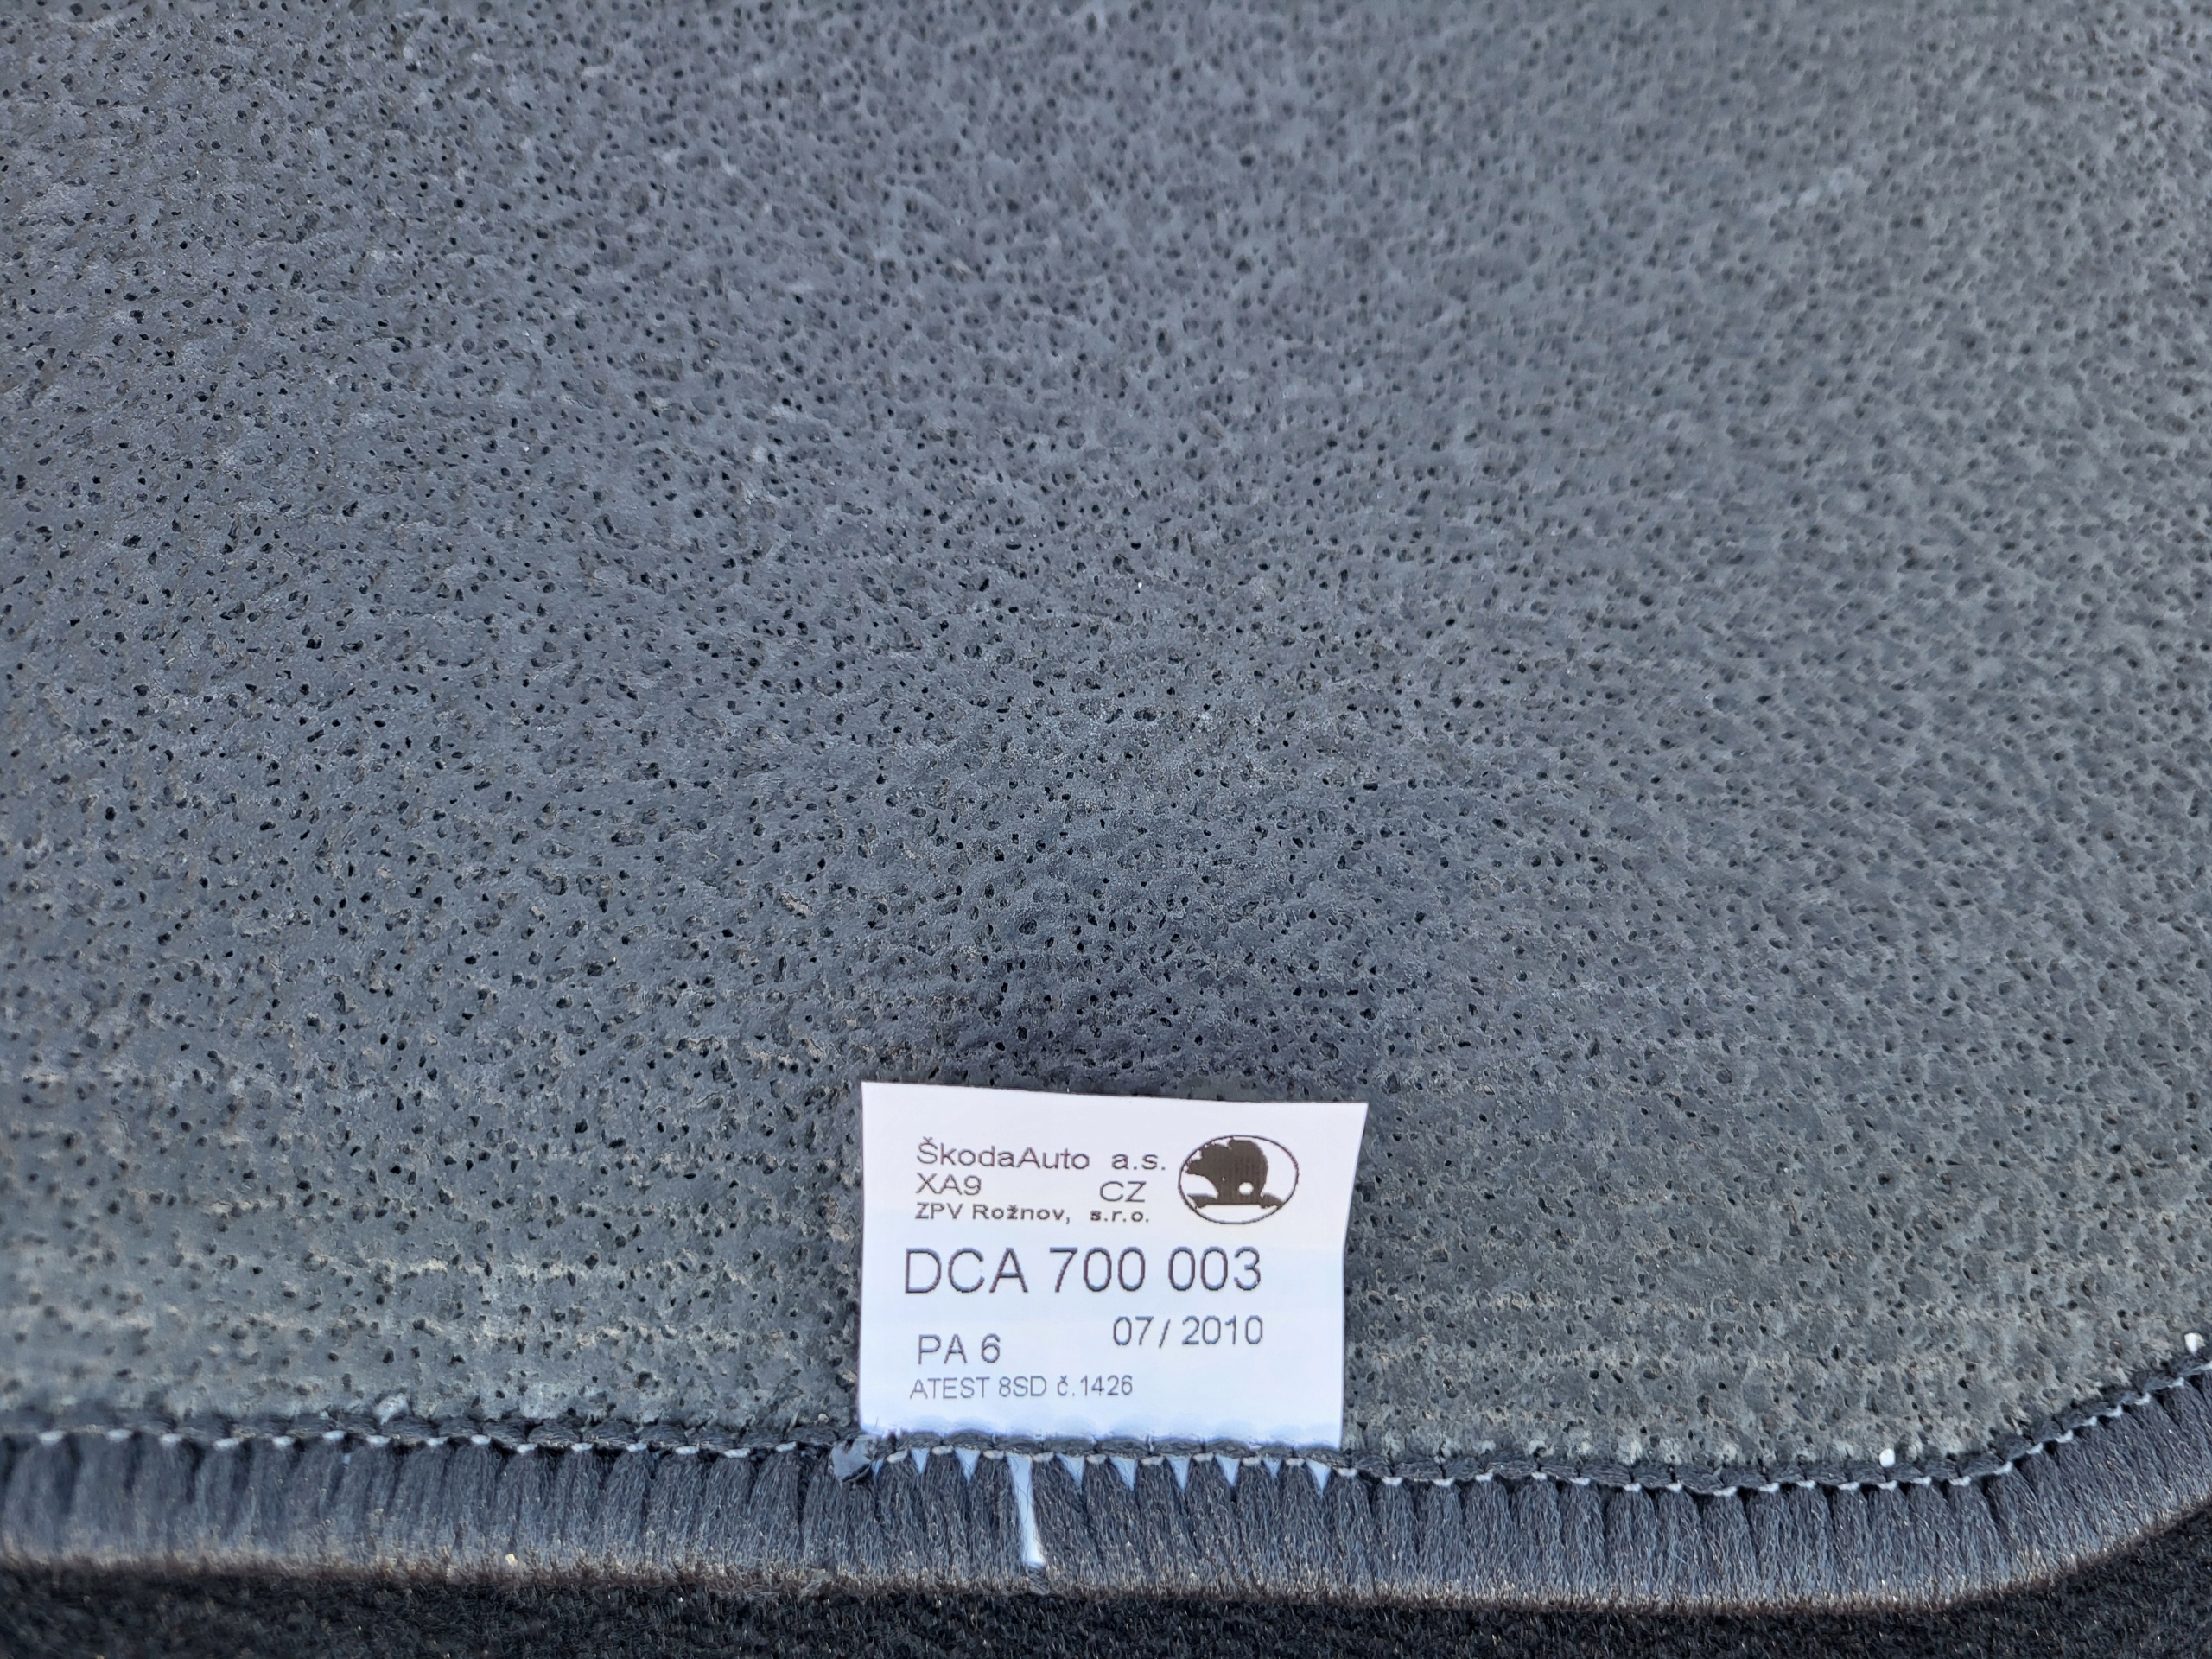 ŠkodaAuto a.s.
XA9 CZ
ZPV Rožnov, s.r.o.
DCA 700 003
07/2010
PA 6
ATEST 8SD č.1426